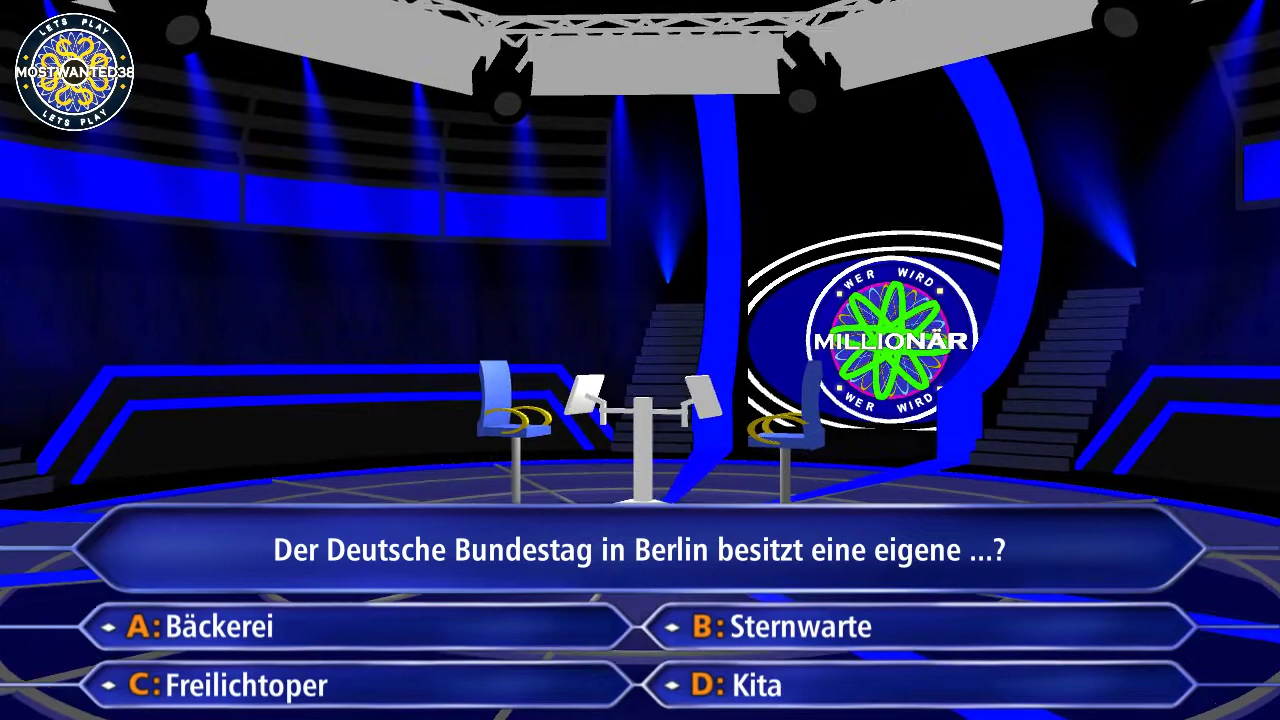 LETS PLAY
MOSTWANTED38
LETS PLAY
WER WIRD
MILLIONÄR
WER WIRD
Der Deutsche Bundestag in Berlin besitzt eine eigene ...?
A: Bäckerei
B: Sternwarte
C: Freilichtoper
D: Kita